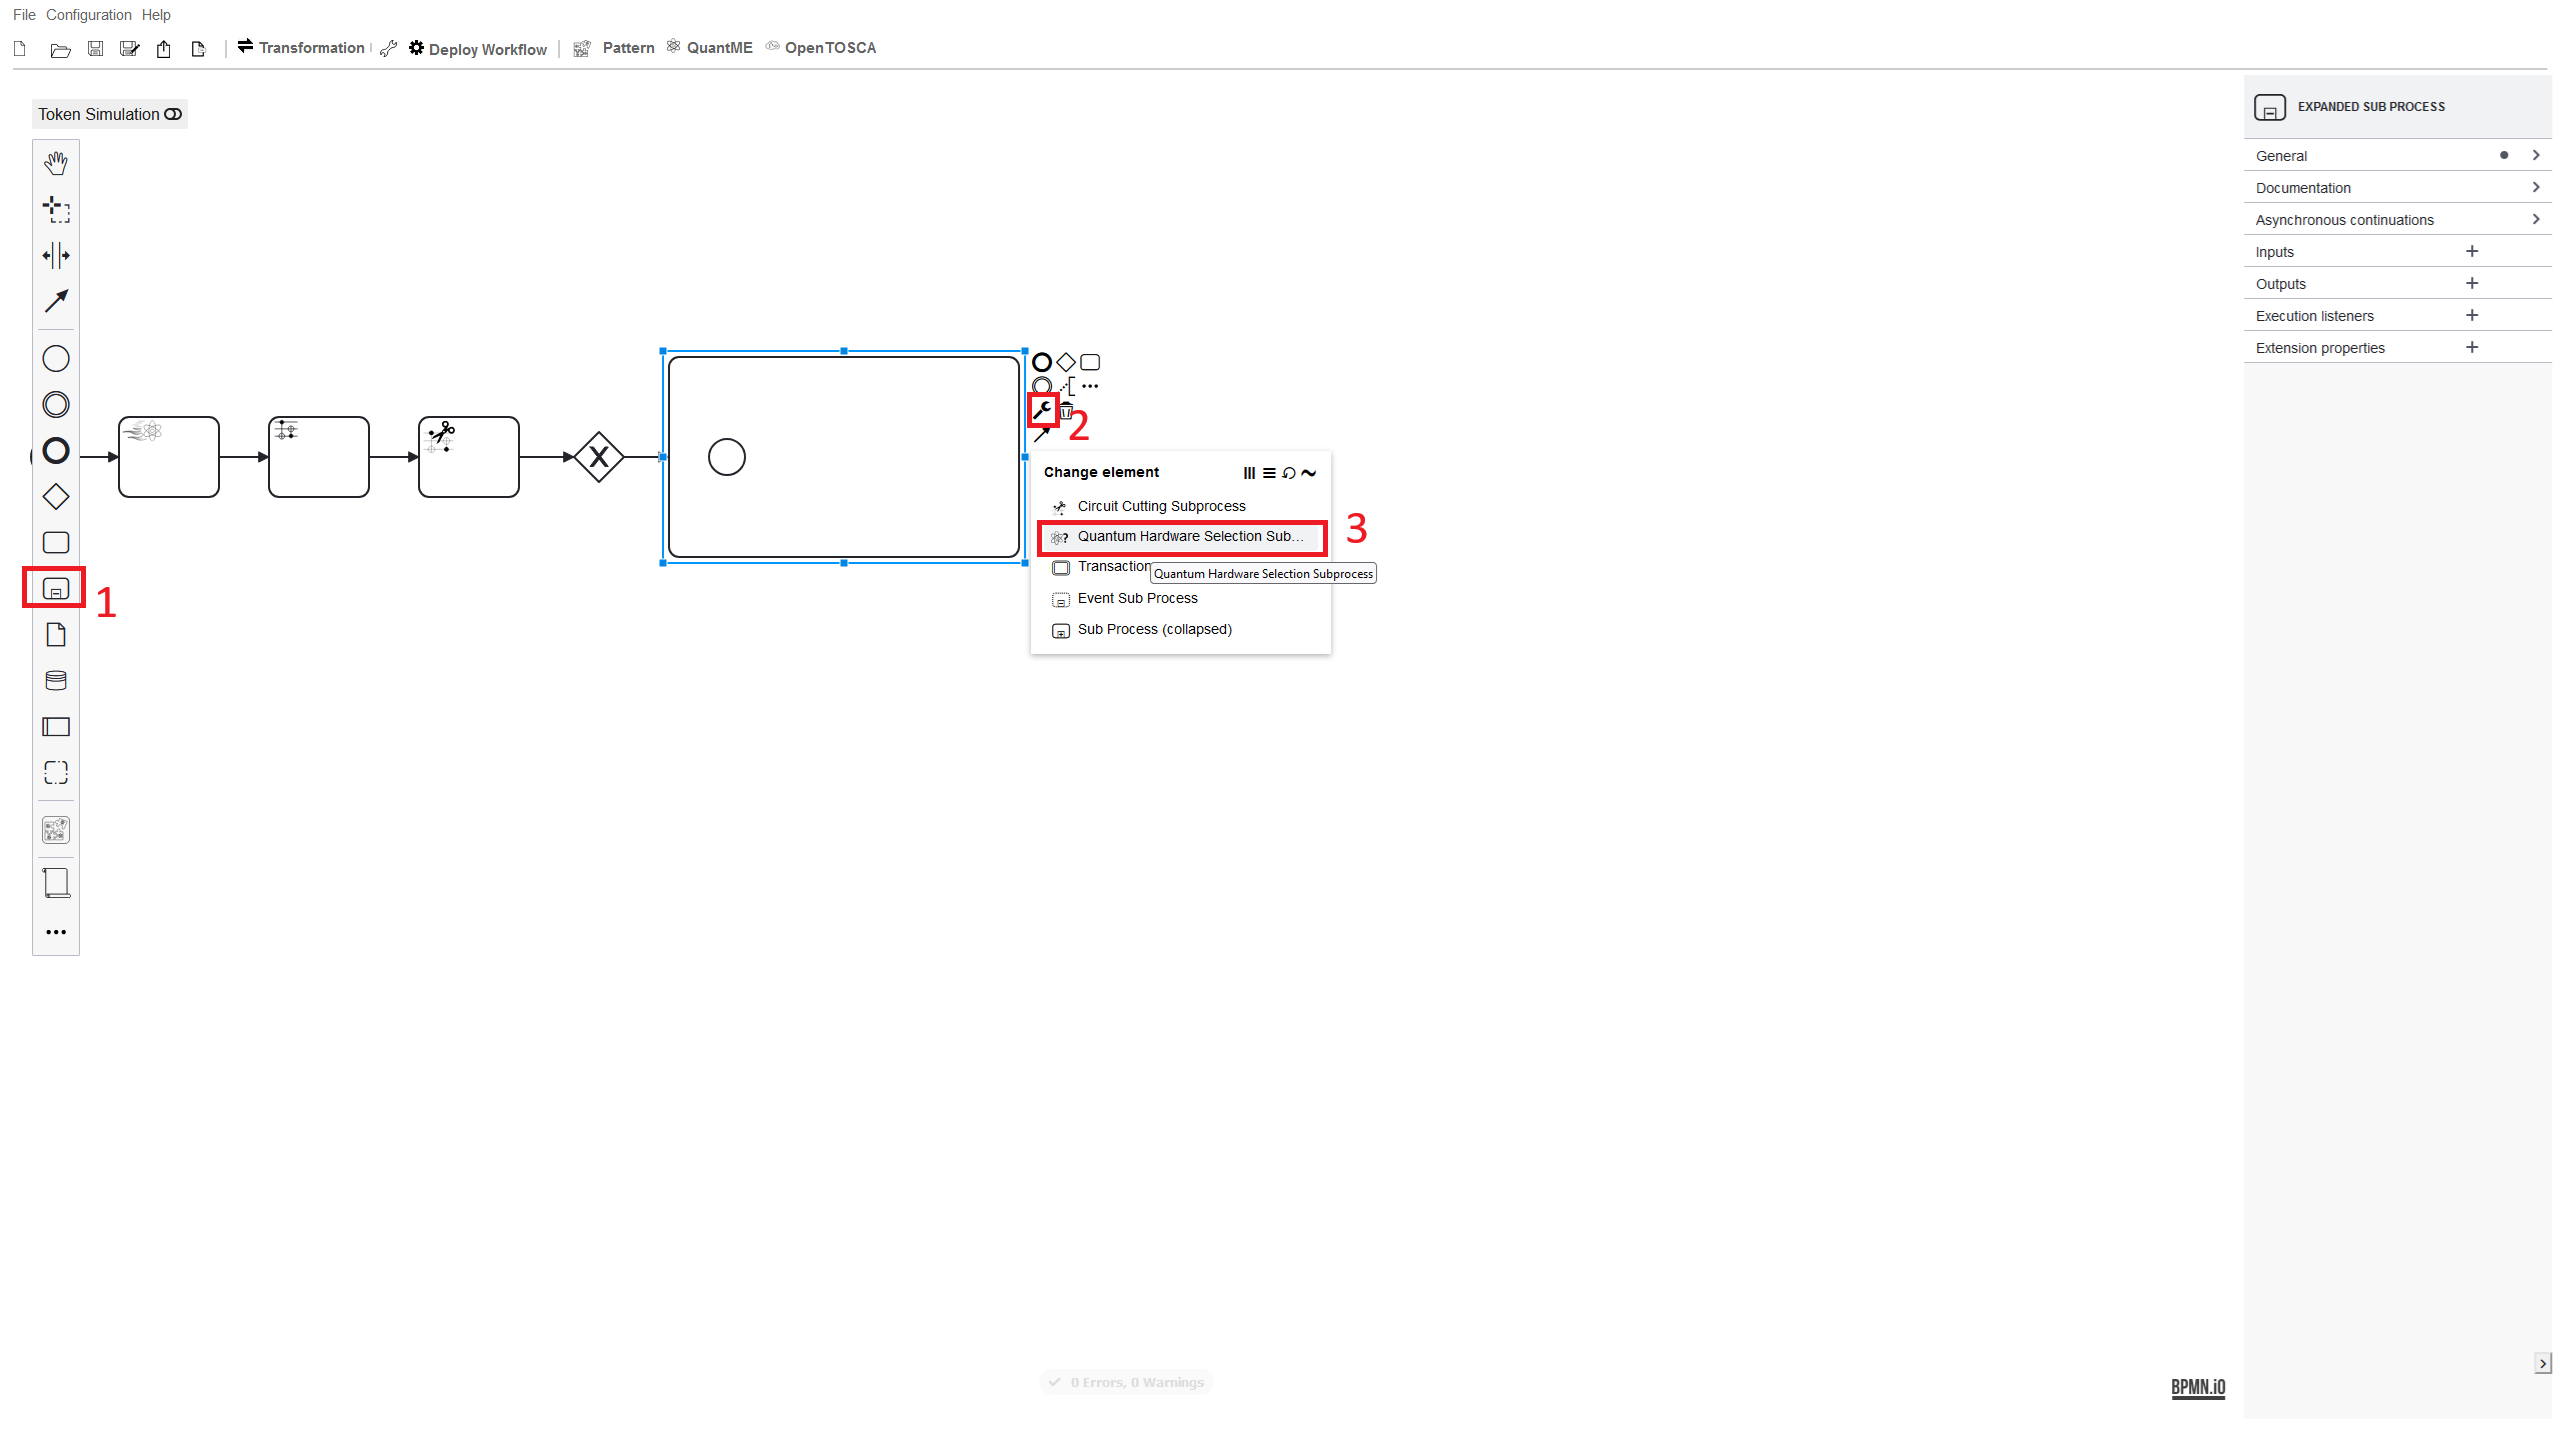 File Configuration Help
Transformation Deploy Workflow Pattern QuantME OpenTOSCA
Token Simulation
EXPANDED SUB PROCESS
General
Documentation
Asynchronous continuations
Inputs
Outputs
Execution listeners
Extension properties
2
Change element
Circuit Cutting Subprocess
Quantum Hardware Selection Sub...
3
Transaction
Quantum Hardware Selection Subprocess
Event Sub Process
Sub Process (collapsed)
1
0 Errors, 0 Warnings
BPMN.iO